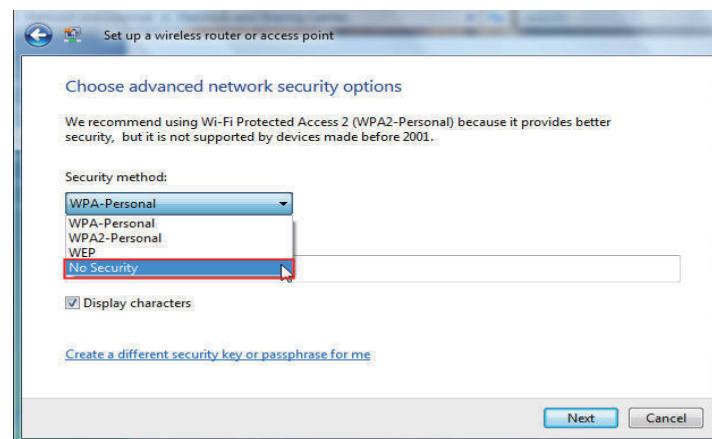 Set up a wireless router or access point
Choose advanced network security options
We recommend using Wi-Fi Protected Access 2 (WPA2-Personal) because it provides better
security, but it is not supported by devices made before 2001.
Security method:
WPA-Personal
WPA-Personal
WPA2-Personal
WEP
No Security
Display characters
Create a different security key or passphrase for me
Next Cancel